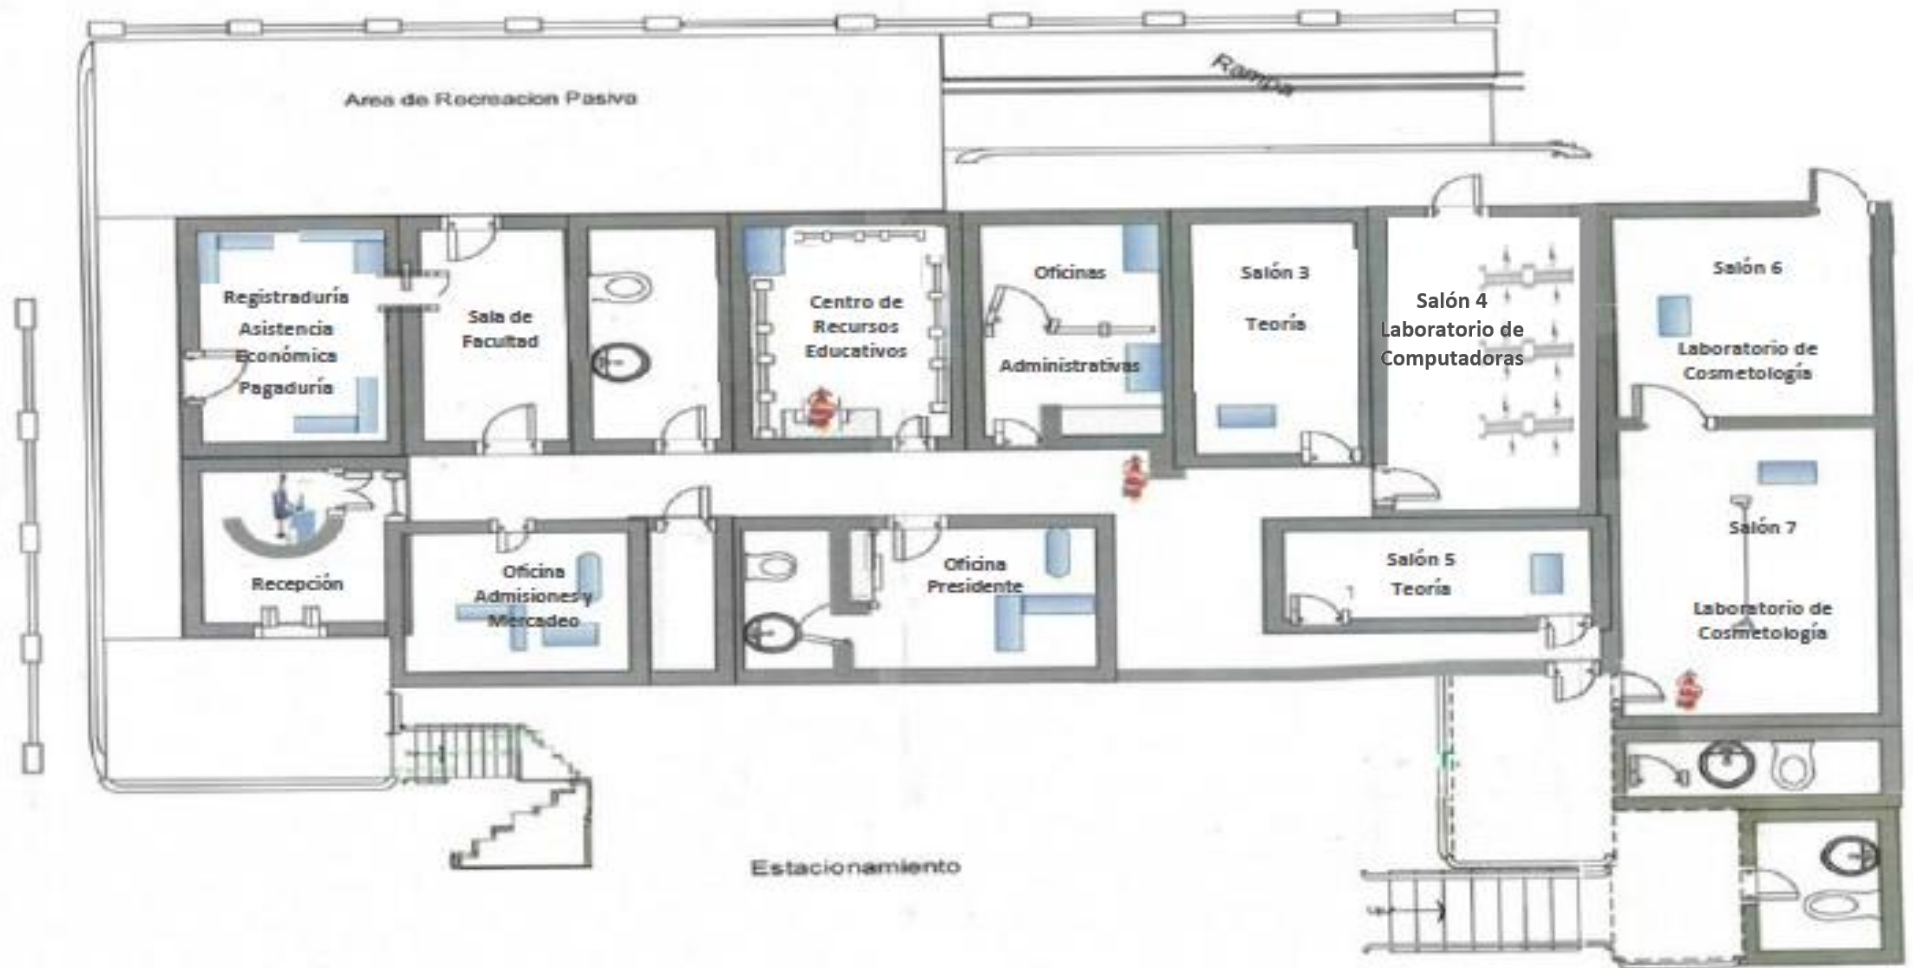 Area de Recreacion Pasiva
Rampa
Registraduría
Asistencia
Económica
Pagaduría
Sala de
Facultad
Centro de
Recursos
Educativos
Oficinas
Administrativas
Salón 3
Teoría
Salón 4
Laboratorio de
Computadoras
Salón 6
Laboratorio de
Cosmetología
Recepción
Oficina
Admisiones y
Mercadeo
Oficina
Presidente
Salón 5
Teoría
Salón 7
Laboratorio de
Cosmetología
Estacionamiento